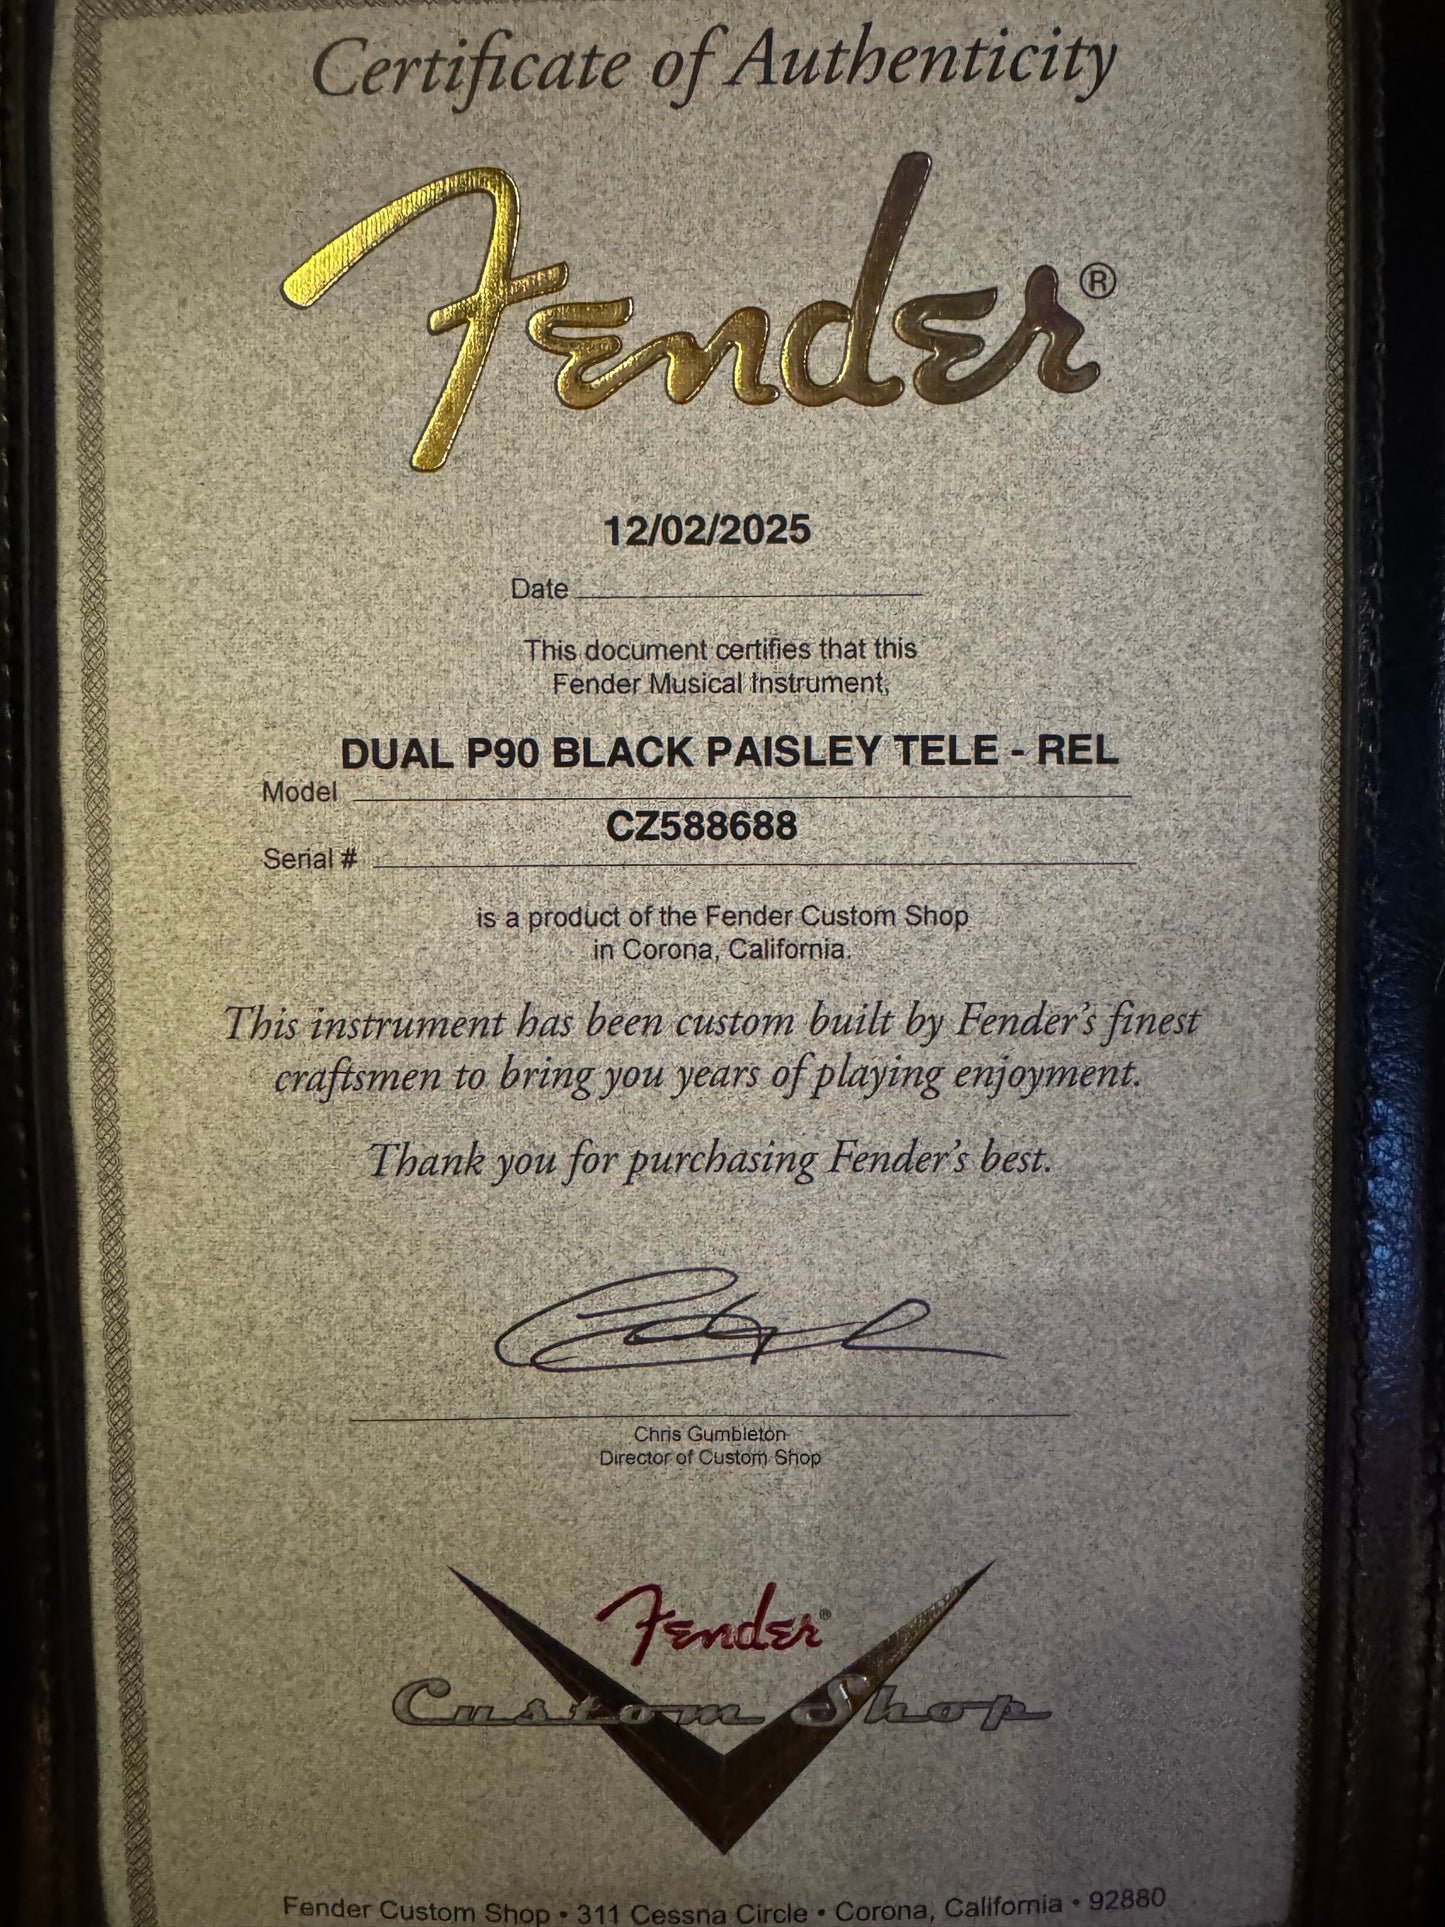 Certificate of Authenticity
Fender®
12/02/2025
Date
This document certifies that this
Fender Musical Instrument,
DUAL P90 BLACK PAISLEY TELE - REL
Model
CZ588688
Serial #
is a product of the Fender Custom Shop
in Corona, California.
This instrument has been custom built by Fender's finest
craftsmen to bring you years of playing enjoyment.
Thank you for purchasing Fender's best.
Chris Gumbleton
Director of Custom Shop
Fender®
Custom Shop
Fender Custom Shop • 311 Cessna Circle • Corona, California • 92880